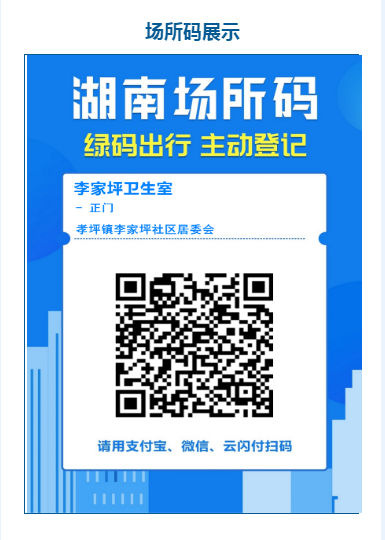 场所码展示
湖南场所码
绿码出行 主动登记
李家坪卫生室
- 正门
孝坪镇李家坪社区居委会
请用支付宝、微信、云闪付扫码